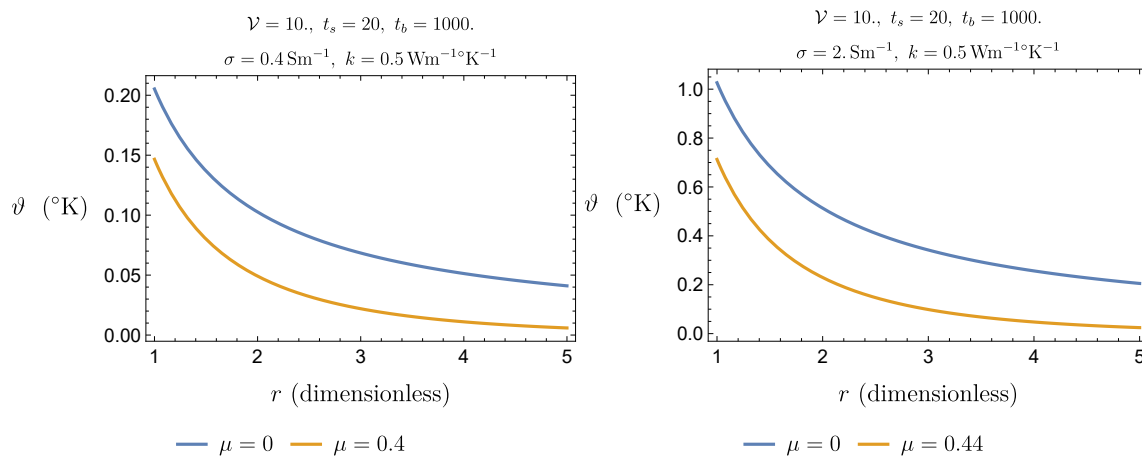 𝒱 = 10., t_s = 20, t_b = 1000.
σ = 0.4 Sm⁻¹, k = 0.5 Wm⁻¹°K⁻¹
0.20
0.15
0.10
0.05
0.00
ϑ (°K)
1 2 3 4 5
r (dimensionless)
μ = 0 μ = 0.4
𝒱 = 10., t_s = 20, t_b = 1000.
σ = 2. Sm⁻¹, k = 0.5 Wm⁻¹°K⁻¹
1.0
0.8
0.6
0.4
0.2
0.0
ϑ (°K)
1 2 3 4 5
r (dimensionless)
μ = 0 μ = 0.44